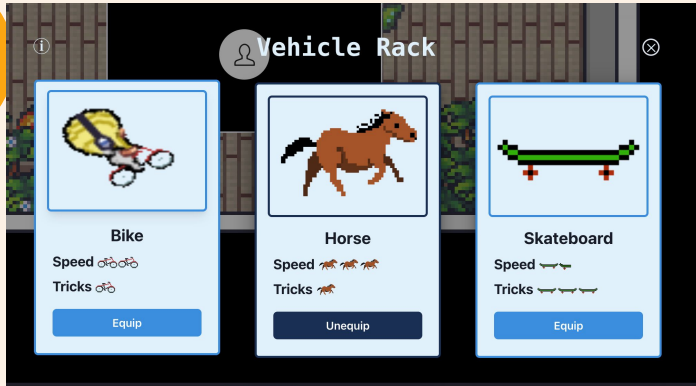 Vehicle Rack
Bike
Speed
Tricks
Equip
Horse
Speed
Tricks
Unequip
Skateboard
Speed
Tricks
Equip